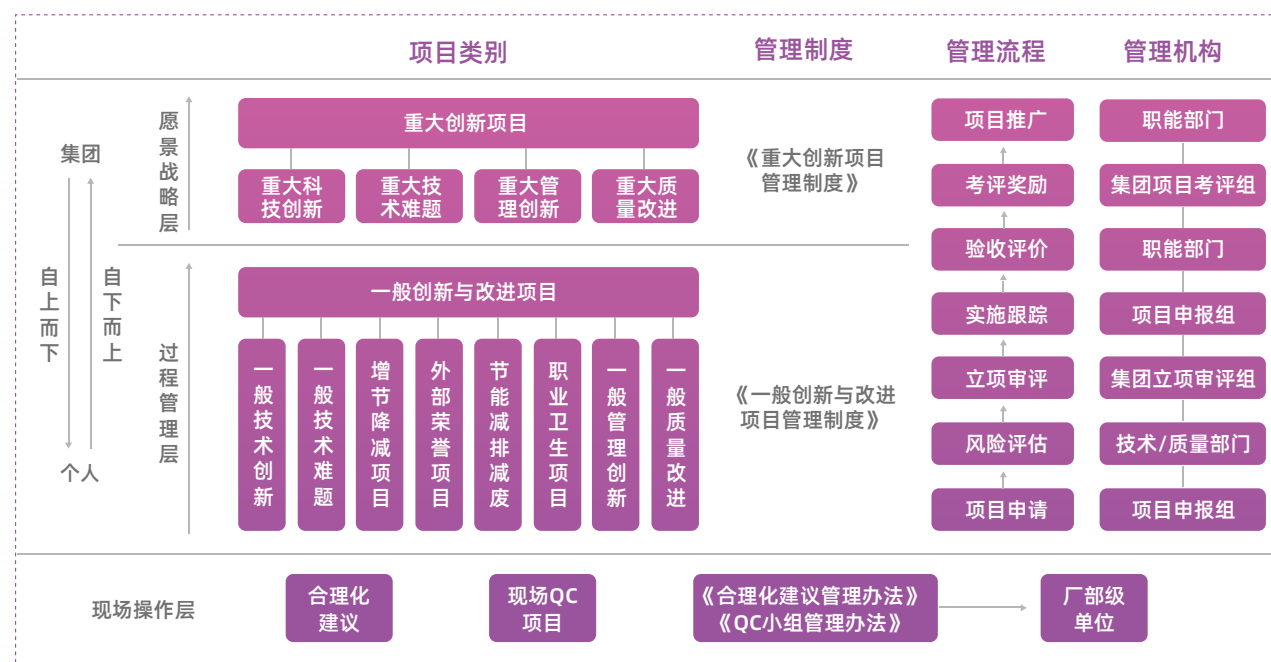 项目类别
管理制度
管理流程
管理机构
集团
自上而下
自下而上
个人
愿景战略层
重大创新项目
重大科
技创新
重大技
术难题
重大管
理创新
重大质
量改进
《重大创新项目
管理制度》
过程管理层
一般创新与改进项目
一般技术创新
一般技术难题
增节降减项目
外部荣誉项目
节能减排减废
职业卫生项目
一般管理创新
一般质量改进
《一般创新与改进
项目管理制度》
项目推广
考评奖励
验收评价
实施跟踪
立项审评
风险评估
项目申请
职能部门
集团项目考评组
职能部门
项目申报组
集团立项审评组
技术/质量部门
项目申报组
现场操作层
合理化
建议
现场QC
项目
《合理化建议管理办法》
《QC小组管理办法》
厂部级
单位